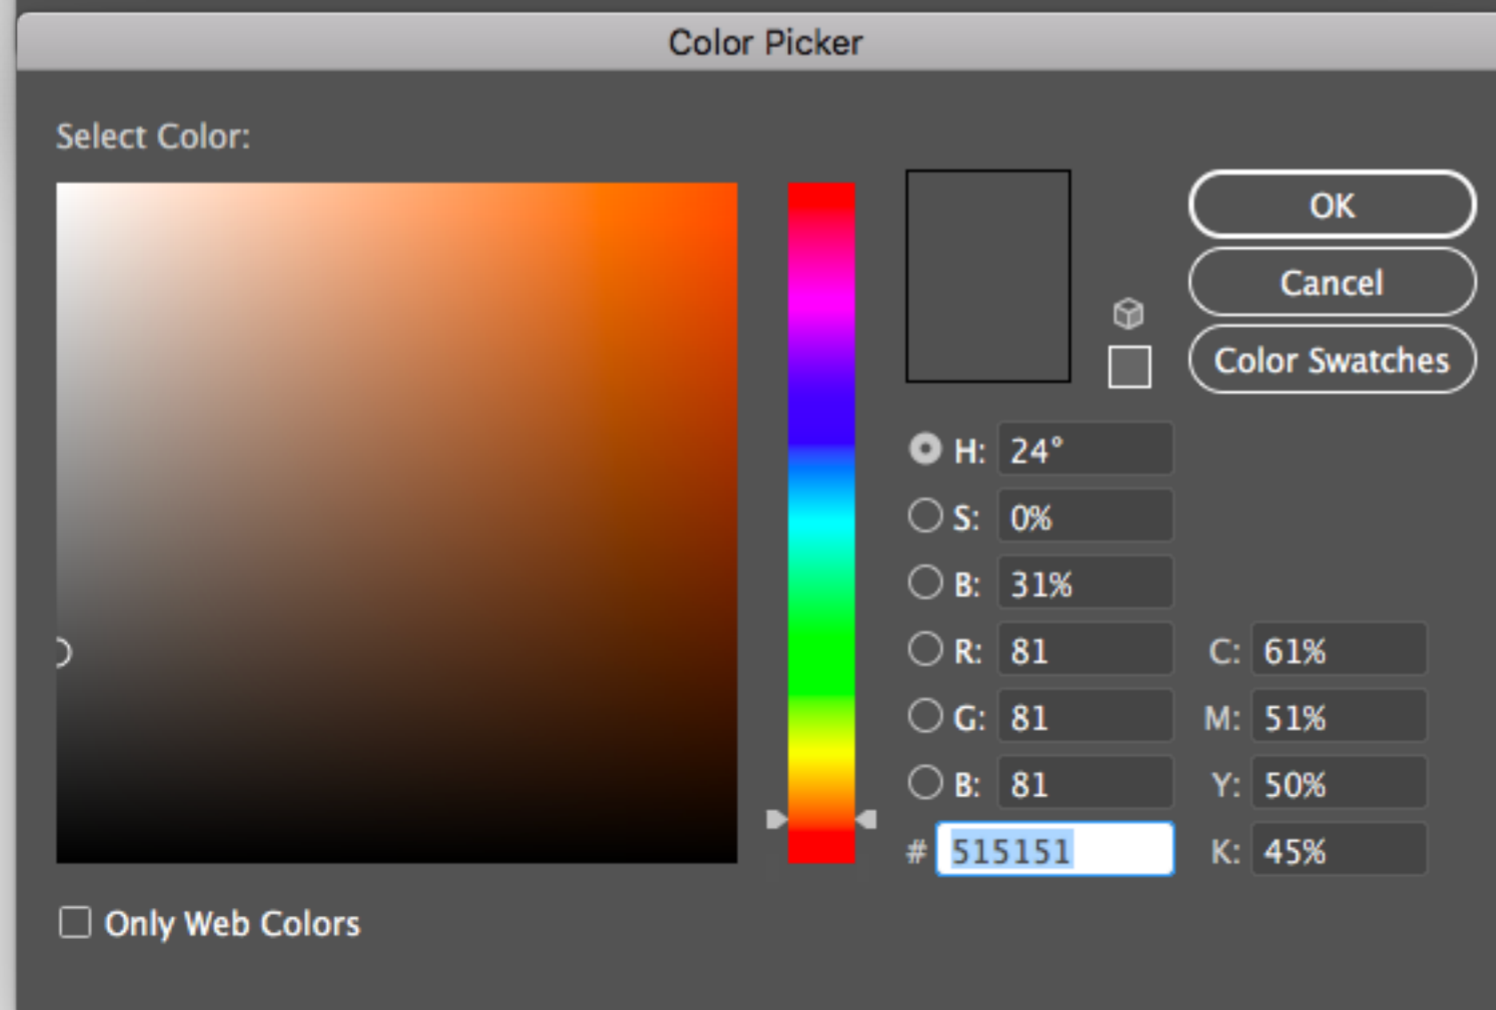 Color Picker
Select Color:
OK
Cancel
Color Swatches
H: 24°
S: 0%
B: 31%
R: 81 C: 61%
G: 81 M: 51%
B: 81 Y: 50%
# 515151 K: 45%
Only Web Colors